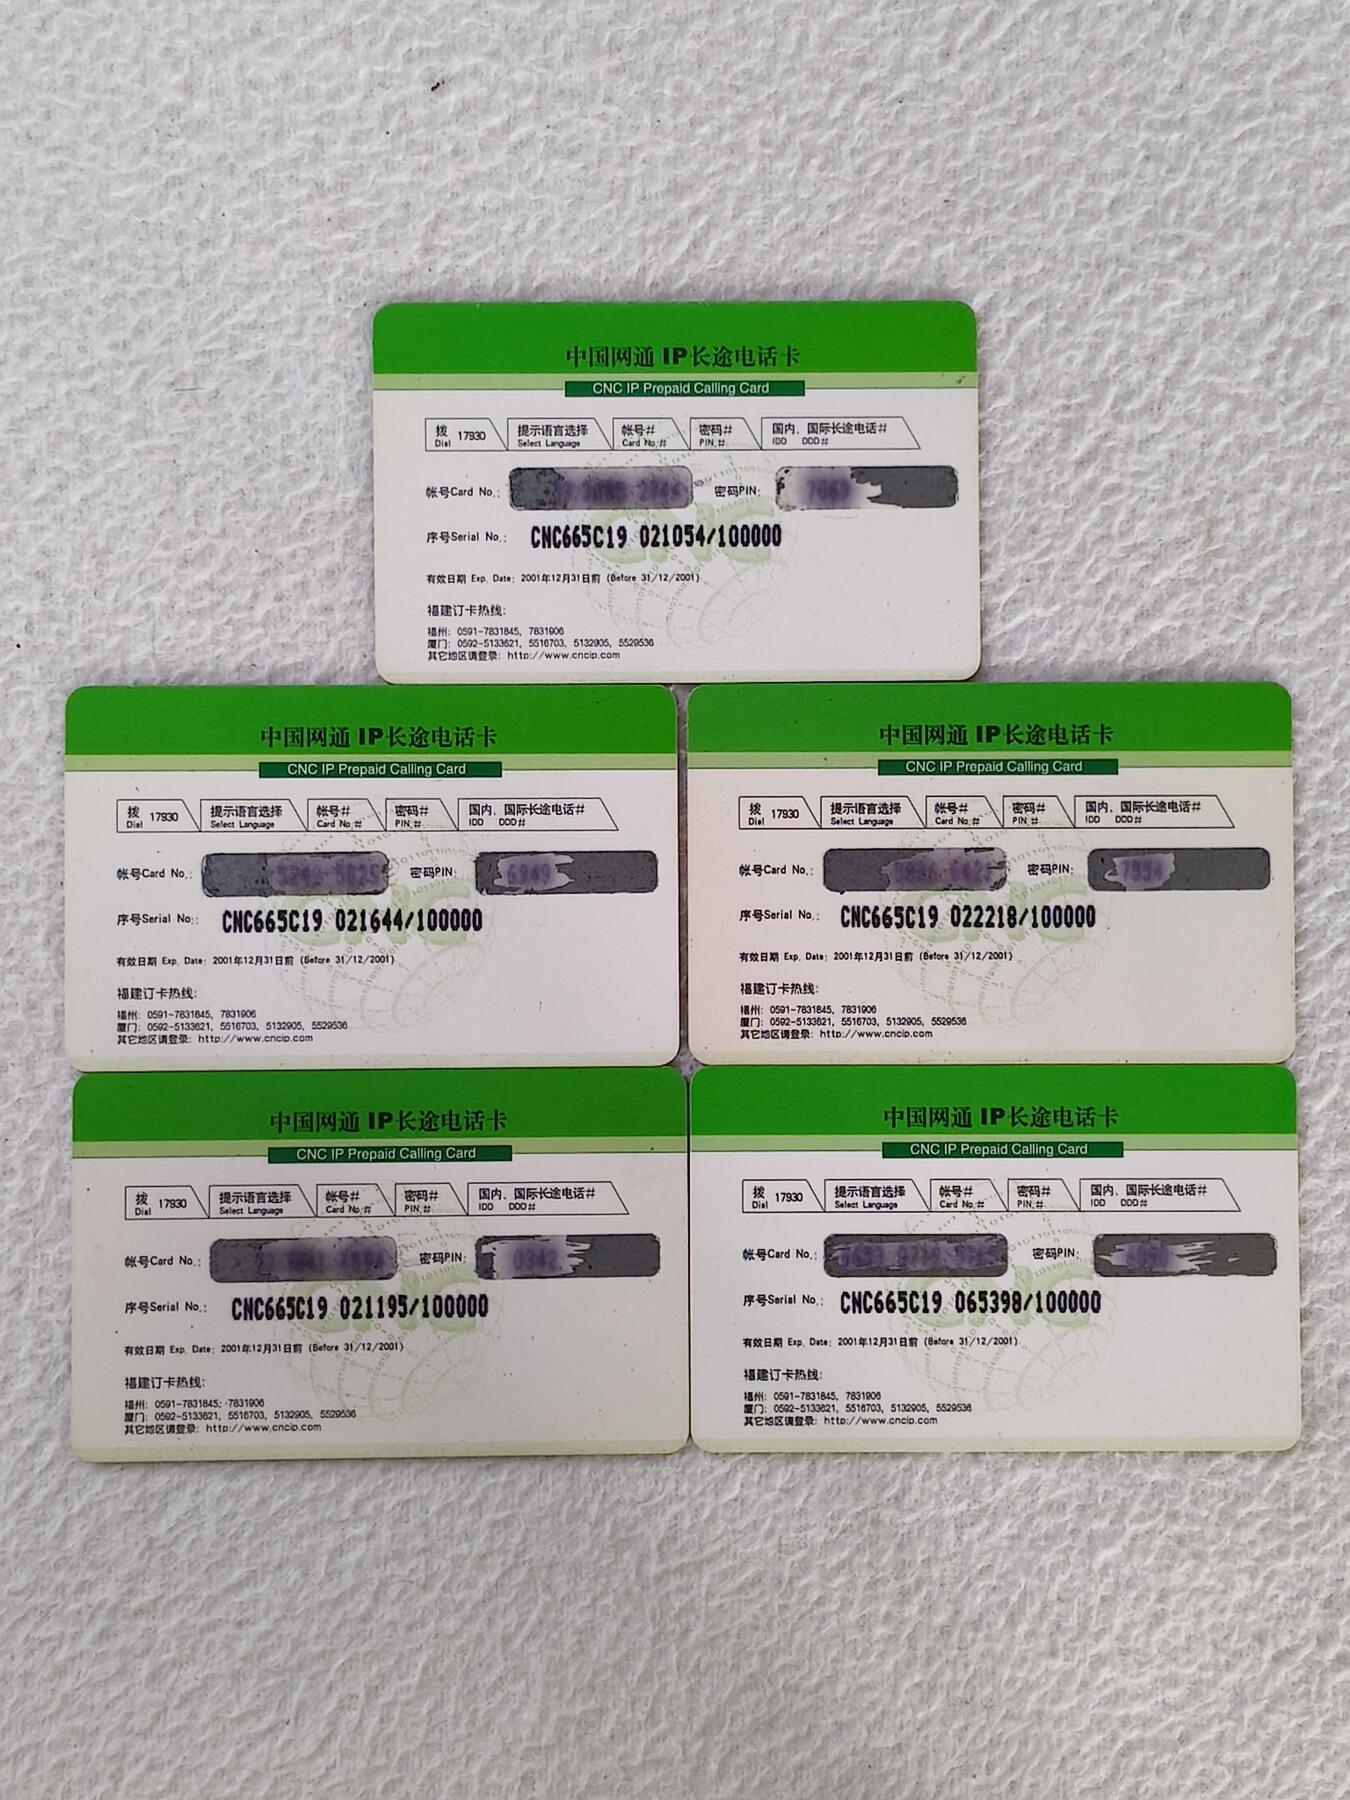 中国网通 IP长途电话卡
CNC IP Prepaid Calling Card
拨 17930 提示语言选择 帐号# 密码# 国内、国际长途电话#
Dial Select Language Card No.# PIN.# IDD DDD#
帐号Card No.: 密码PIN:
序号Serial No.: CNC665C19 021054/100000
有效日期 Exp. Date: 2001年12月31日前 (Before 31/12/2001)
福建订卡热线:
福州: 0591-7831845, 7831906
厦门: 0592-5133621, 5516703, 5132905, 5529536
其它地区请登录: http://www.cncip.com
中国网通 IP长途电话卡
CNC IP Prepaid Calling Card
拨 17930 提示语言选择 帐号# 密码# 国内、国际长途电话#
Dial Select Language Card No.# PIN.# IDD DDD#
帐号Card No.: 密码PIN: 6949
序号Serial No.: CNC665C19 021644/100000
有效日期 Exp. Date: 2001年12月31日前 (Before 31/12/2001)
福建订卡热线:
福州: 0591-7831845, 7831906
厦门: 0592-5133621, 5516703, 5132905, 5529536
其它地区请登录: http://www.cncip.com
中国网通 IP长途电话卡
CNC IP Prepaid Calling Card
拨 17930 提示语言选择 帐号# 密码# 国内、国际长途电话#
Dial Select Language Card No.# PIN.# IDD DDD#
帐号Card No.: 密码PIN:
序号Serial No.: CNC665C19 022218/100000
有效日期 Exp. Date: 2001年12月31日前 (Before 31/12/2001)
福建订卡热线:
福州: 0591-7831845, 7831906
厦门: 0592-5133621, 5516703, 5132905, 5529536
其它地区请登录: http://www.cncip.com
中国网通 IP长途电话卡
CNC IP Prepaid Calling Card
拨 17930 提示语言选择 帐号# 密码# 国内、国际长途电话#
Dial Select Language Card No.# PIN.# IDD DDD#
帐号Card No.: 密码PIN: 0342
序号Serial No.: CNC665C19 021195/100000
有效日期 Exp. Date: 2001年12月31日前 (Before 31/12/2001)
福建订卡热线:
福州: 0591-7831845, 7831906
厦门: 0592-5133621, 5516703, 5132905, 5529536
其它地区请登录: http://www.cncip.com
中国网通 IP长途电话卡
CNC IP Prepaid Calling Card
拨 17930 提示语言选择 帐号# 密码# 国内、国际长途电话#
Dial Select Language Card No.# PIN.# IDD DDD#
帐号Card No.: 密码PIN:
序号Serial No.: CNC665C19 065398/100000
有效日期 Exp. Date: 2001年12月31日前 (Before 31/12/2001)
福建订卡热线:
福州: 0591-7831845, 7831906
厦门: 0592-5133621, 5516703, 5132905, 5529536
其它地区请登录: http://www.cncip.com